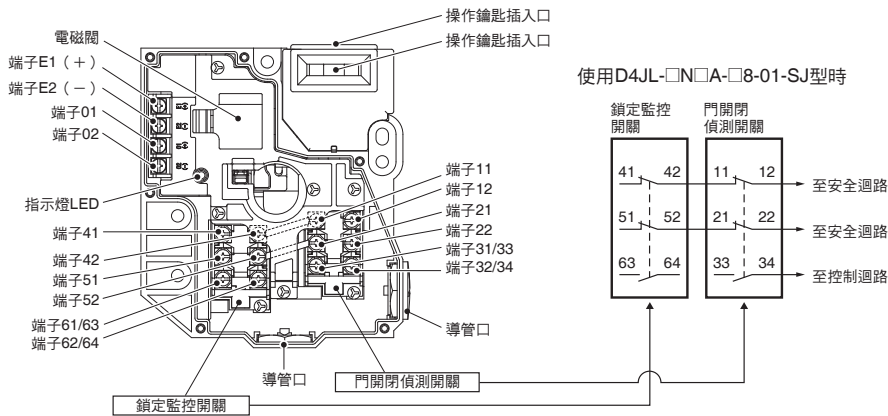 電磁閥
端子E1（＋）
端子E2（－）
端子01
端子02
指示燈LED
端子41
端子42
端子51
端子52
端子61/63
端子62/64
操作鑰匙插入口
操作鑰匙插入口
端子11
端子12
端子21
端子22
端子31/33
端子32/34
導管口
導管口
鎖定監控開關
門開閉偵測開關
使用D4JL-□N□A-□8-01-SJ型時
鎖定監控
開關
門開閉
偵測開關
41 42 11 12 至安全迴路
51 52 21 22 至安全迴路
63 64 33 34 至控制迴路